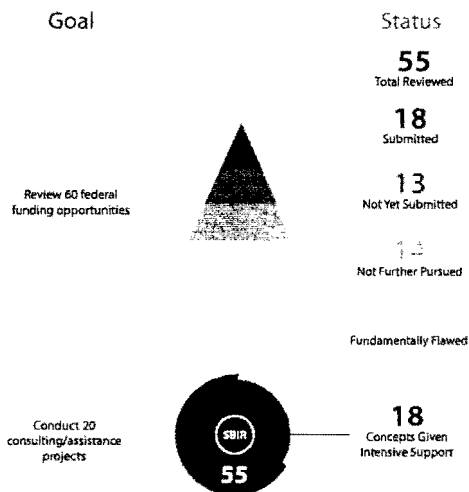 Goal
Status
55
Total Reviewed
18
Submitted
Review 60 federal
funding opportunities
13
Not Yet Submitted
14
Not Further Pursued
Fundamentally Flawed
Conduct 20
consulting/assistance
projects
SBIR
55
18
Concepts Given
Intensive Support